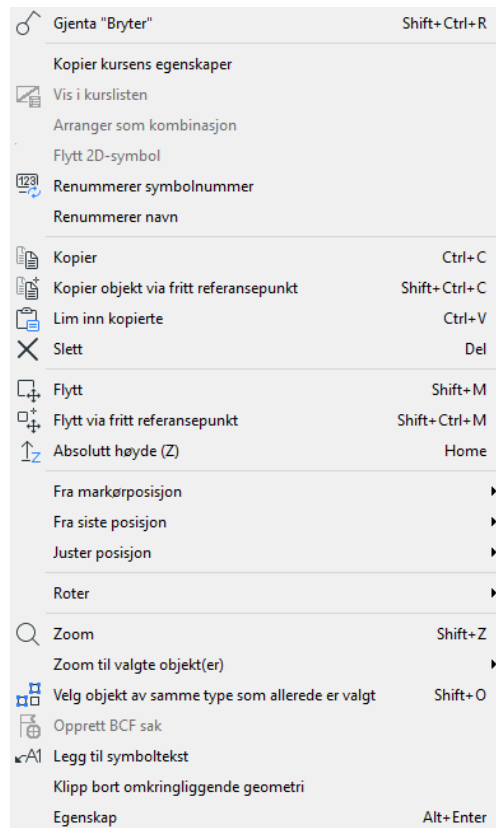 Gjenta "Bryter" Shift+Ctrl+R
Kopier kursens egenskaper
Vis i kurslisten
Arranger som kombinasjon
Flytt 2D-symbol
123 Renummerer symbolnummer
Renummerer navn
Kopier Ctrl+C
Kopier objekt via fritt referansepunkt Shift+Ctrl+C
Lim inn kopierte Ctrl+V
Slett Del
Flytt Shift+M
Flytt via fritt referansepunkt Shift+Ctrl+M
Z Absolutt høyde (Z) Home
Fra markørposisjon
Fra siste posisjon
Juster posisjon
Roter
Zoom Shift+Z
Zoom til valgte objekt(er)
Velg objekt av samme type som allerede er valgt Shift+O
Opprett BCF sak
A1 Legg til symboltekst
Klipp bort omkringliggende geometri
Egenskap Alt+Enter